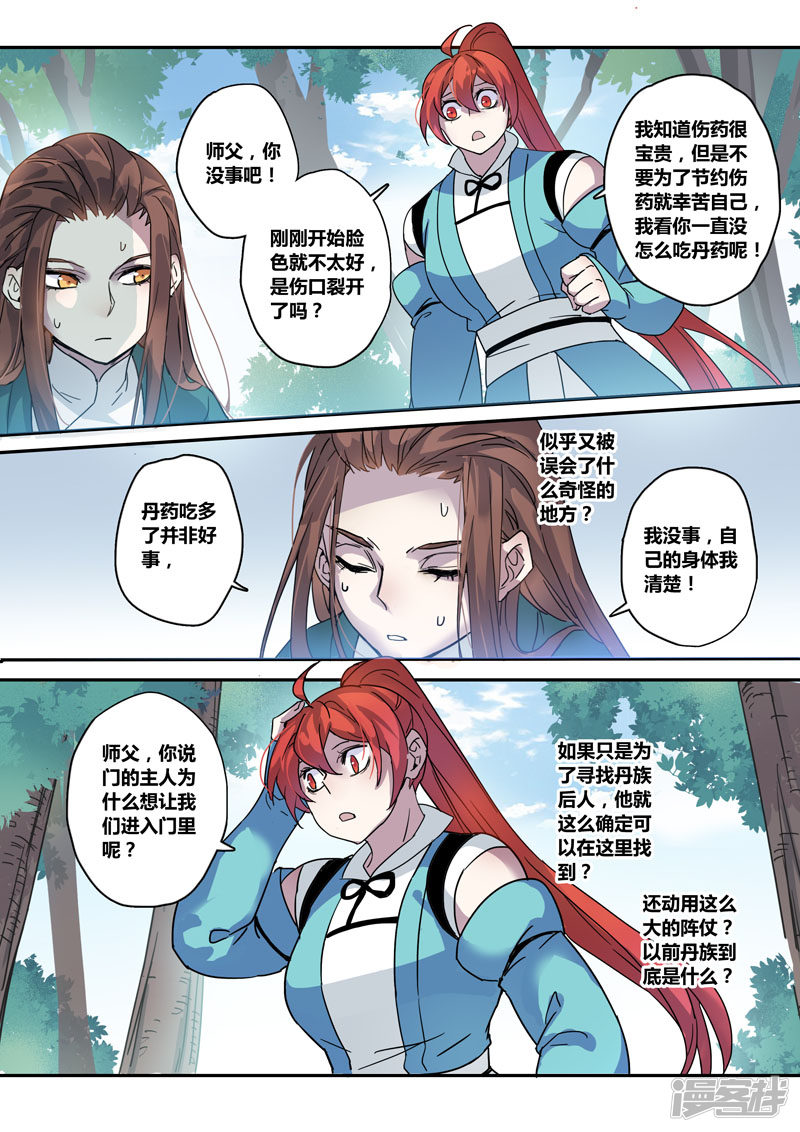 师父，你
没事吧！
刚刚开始脸
色就不太好，
是伤口裂开
了吗？
我知道伤药很
宝贵，但是不
要为了节约伤
药就幸苦自己，
我看你一直没
怎么吃丹药呢！
丹药吃多
了并非好
事，
似乎又被
误会了什
么奇怪的
地方？
我没事，自
己的身体我
清楚！
师父，你说
门的主人为
什么想让我
们进入门里
呢？
如果只是为
了寻找丹族
后人，他就
这么确定可
以在这里找
到？
还动用这么
大的阵仗？
以前丹族到
底是什么？
漫客栈